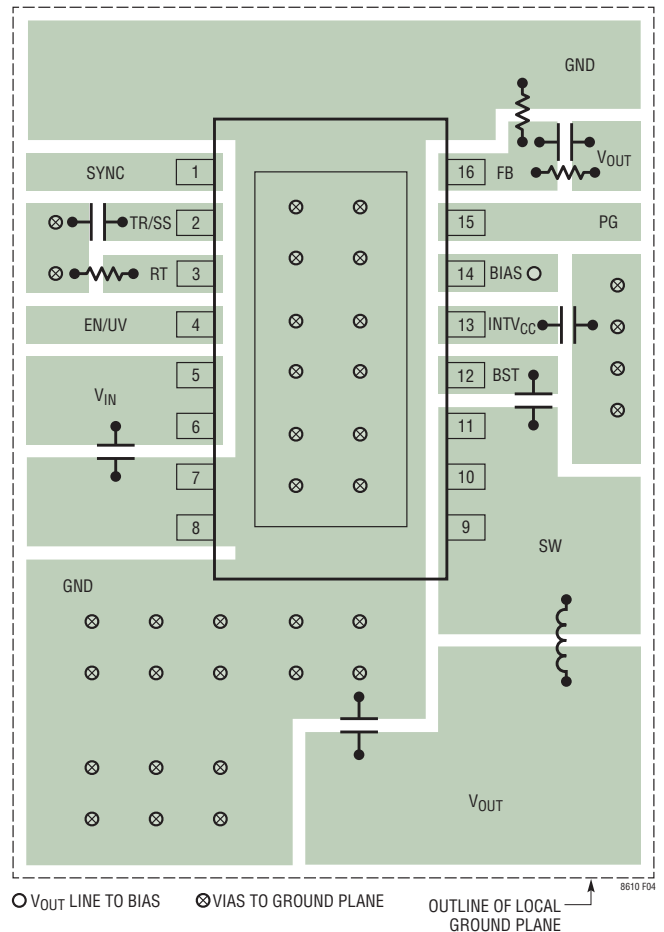 GND
SYNC 1 16 FB VOUT
TR/SS 2 15 PG
RT 3 14 BIAS
EN/UV 4 13 INTVCC
5 12 BST
VIN
6 11
7 10
8 9
SW
GND
VOUT
VOUT LINE TO BIAS VIAS TO GROUND PLANE
OUTLINE OF LOCAL
GROUND PLANE
8610 F04